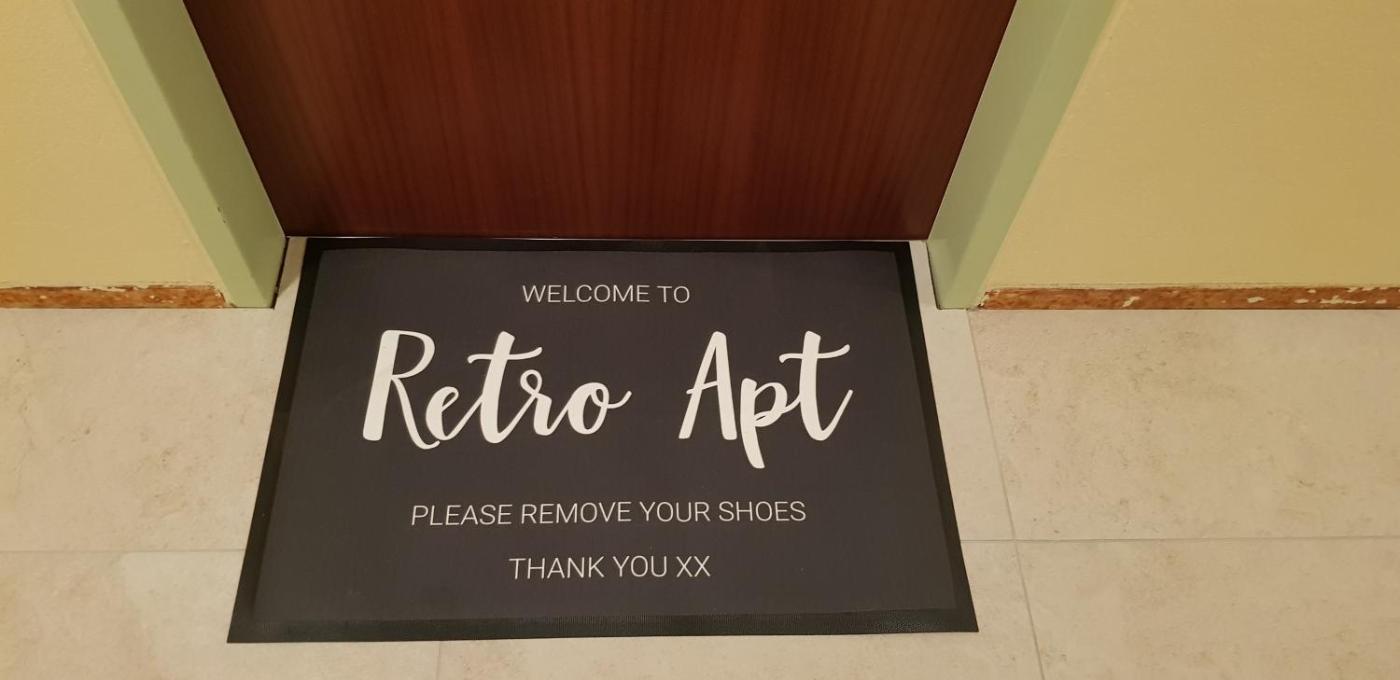 WELCOME TO
Retro Apt
PLEASE REMOVE YOUR SHOES
THANK YOU XX